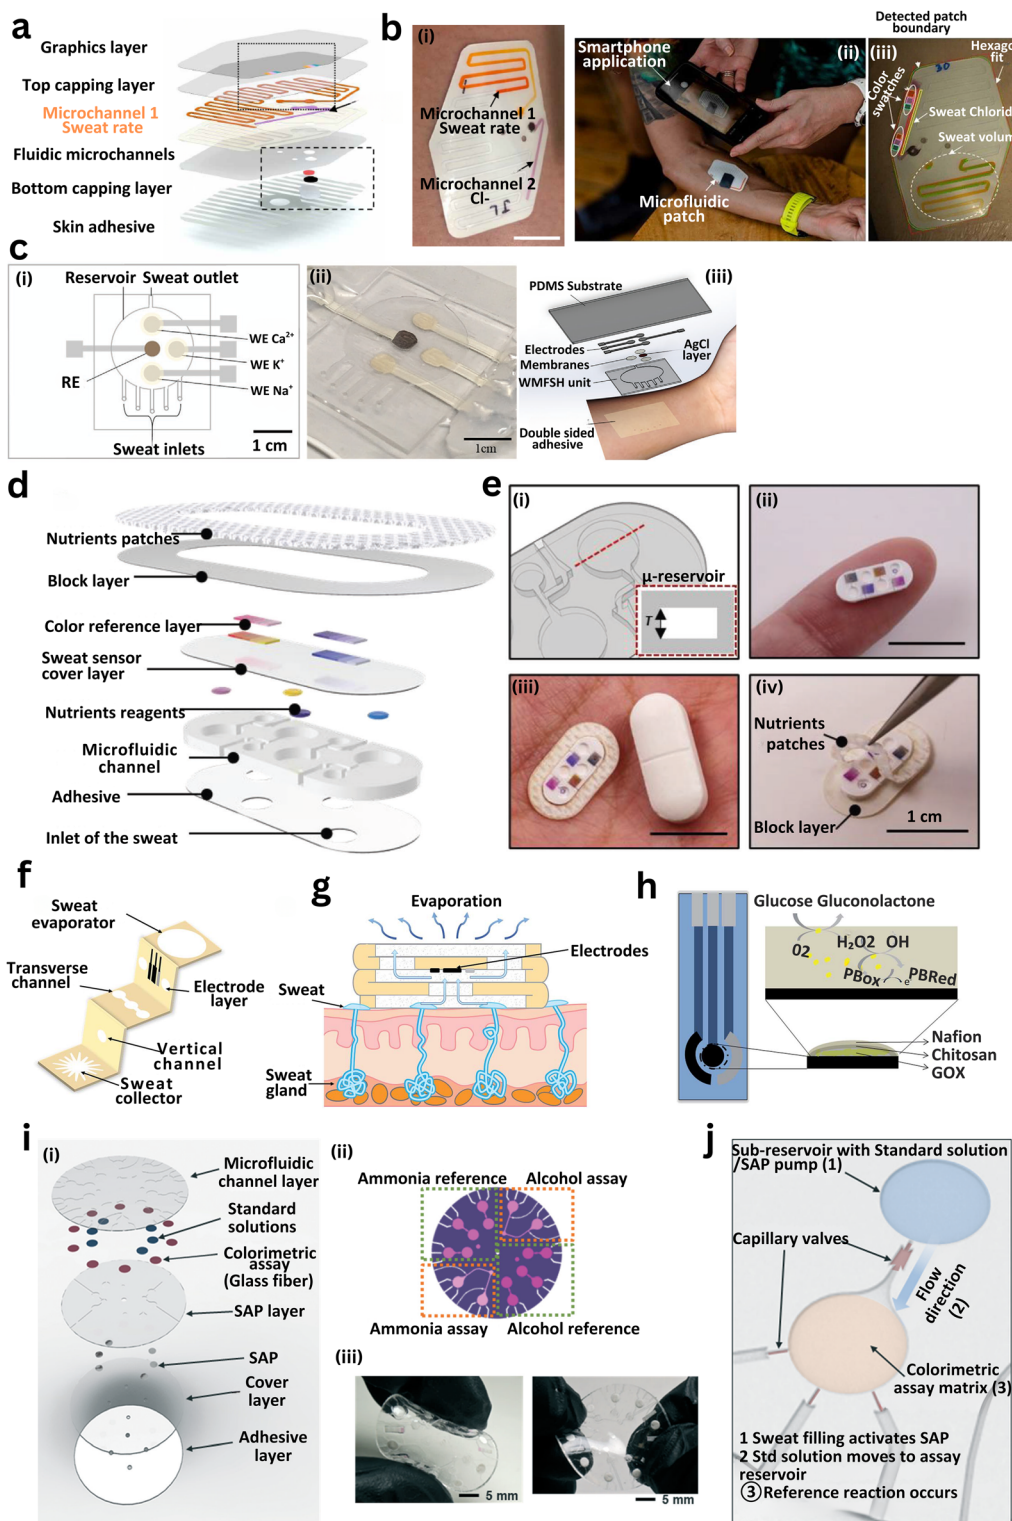 a
Graphics layer
Top capping layer
Microchannel 1
Sweat rate
Fluidic microchannels
Bottom capping layer
Skin adhesive
b
(i)
Microchannel 1
Sweat rate
Microchannel 2
Cl-
JL
Smartphone
application
(ii)
Microfluidic
patch
Detected patch
boundary
(iii)
Hexago
fit
30
Color
swatches
Sweat Chlorid
Sweat volum
c
(i)
Reservoir Sweat outlet
WE Ca2+
WE K+
RE
WE Na+
Sweat inlets
1 cm
(ii)
1cm
(iii)
PDMS Substrate
Electrodes
AgCl
layer
Membranes
WMFSH unit
Double sided
adhesive
d
Nutrients patches
Block layer
Color reference layer
Sweat sensor
cover layer
Nutrients reagents
Microfluidic
channel
Adhesive
Inlet of the sweat
e
(i)
μ-reservoir
T
(ii)
(iii)
(iv)
Nutrients
patches
Block layer
1 cm
f
Sweat
evaporator
Transverse
channel
Electrode
layer
Vertical
channel
Sweat
collector
g
Evaporation
Electrodes
Sweat
Sweat
gland
h
Glucose Gluconolactone
02
H2O2 OH
PBox
e
PBRed
Nafion
Chitosan
GOX
i
(i)
Microfluidic
channel layer
Standard
solutions
Colorimetric
assay
(Glass fiber)
SAP layer
SAP
Cover
layer
Adhesive
layer
(ii)
Ammonia reference
Alcohol assay
Ammonia assay
Alcohol reference
(iii)
5 mm
5 mm
j
Sub-reservoir with Standard solution
/SAP pump (1)
Capillary valves
Flow
direction
(2)
Colorimetric
assay matrix (3)
1 Sweat filling activates SAP
2 Std solution moves to assay
reservoir
3 Reference reaction occurs